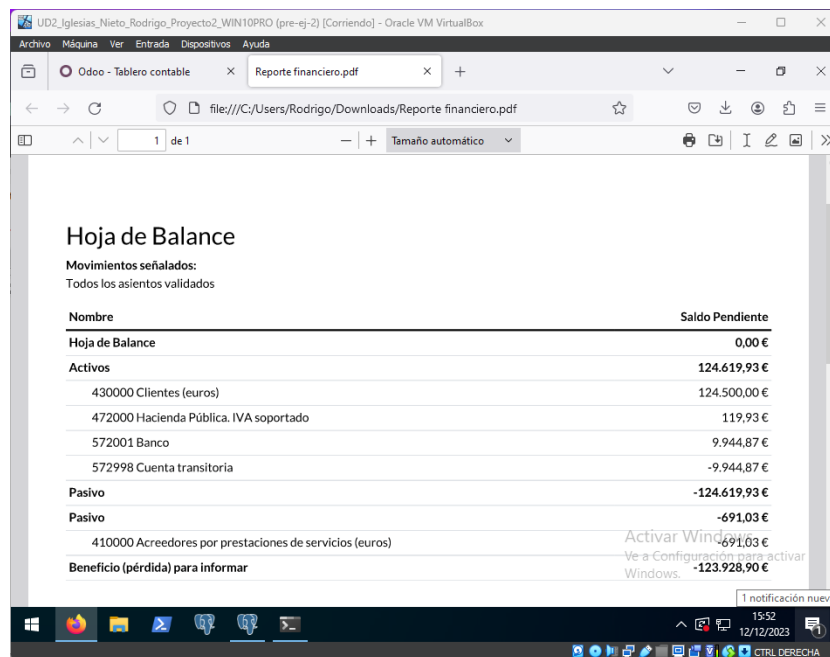 UD2_Iglesias_Nieto_Rodrigo_Proyecto2_WIN10PRO (pre-ej-2) [Corriendo] - Oracle VM VirtualBox
Archivo Máquina Ver Entrada Dispositivos Ayuda
Odoo - Tablero contable
Reporte financiero.pdf
file:///C:/Users/Rodrigo/Downloads/Reporte financiero.pdf
1 de 1 Tamaño automático
Hoja de Balance
Movimientos señalados:
Todos los asientos validados
Nombre Saldo Pendiente
Hoja de Balance 0,00 €
Activos 124.619,93 €
430000 Clientes (euros) 124.500,00 €
472000 Hacienda Pública. IVA soportado 119,93 €
572001 Banco 9.944,87 €
572998 Cuenta transitoria -9.944,87 €
Pasivo -124.619,93 €
Pasivo -691,03 €
410000 Acreedores por prestaciones de servicios (euros) -691,03 €
Beneficio (pérdida) para informar -123.928,90 €
Activar Windows
Ve a Configuración para activar
Windows.
1 notificación nuev
15:52
12/12/2023
1
CTRL DERECHA